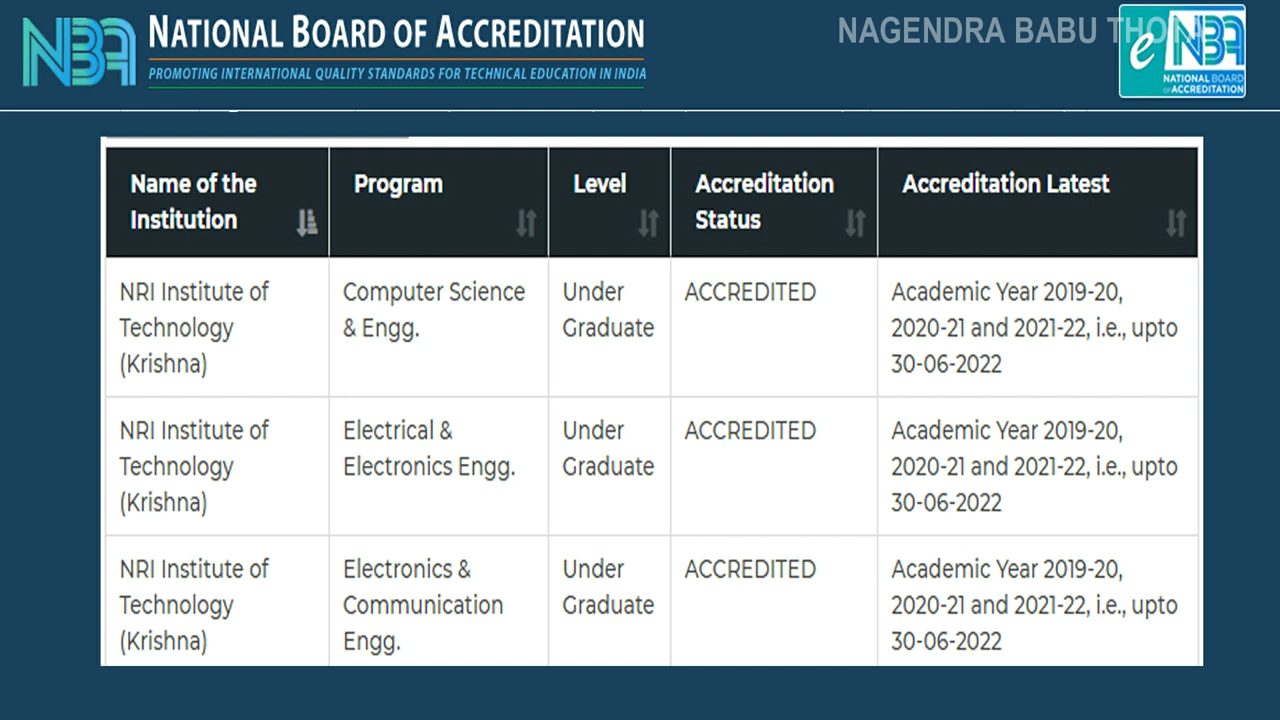 NBA NATIONAL BOARD OF ACCREDITATION
PROMOTING INTERNATIONAL QUALITY STANDARDS FOR TECHNICAL EDUCATION IN INDIA
NAGENDRA BABU
e NBA
NATIONAL BOARD
OF ACCREDITATION
Name of the Institution Program Level Accreditation Status Accreditation Latest
NRI Institute of Computer Science Under ACCREDITED Academic Year 2019-20,
Technology & Engg. Graduate 2020-21 and 2021-22, i.e., upto
(Krishna) 30-06-2022
NRI Institute of Electrical & Under ACCREDITED Academic Year 2019-20,
Technology Electronics Engg. Graduate 2020-21 and 2021-22, i.e., upto
(Krishna) 30-06-2022
NRI Institute of Electronics & Under ACCREDITED Academic Year 2019-20,
Technology Communication Graduate 2020-21 and 2021-22, i.e., upto
(Krishna) Engg. 30-06-2022